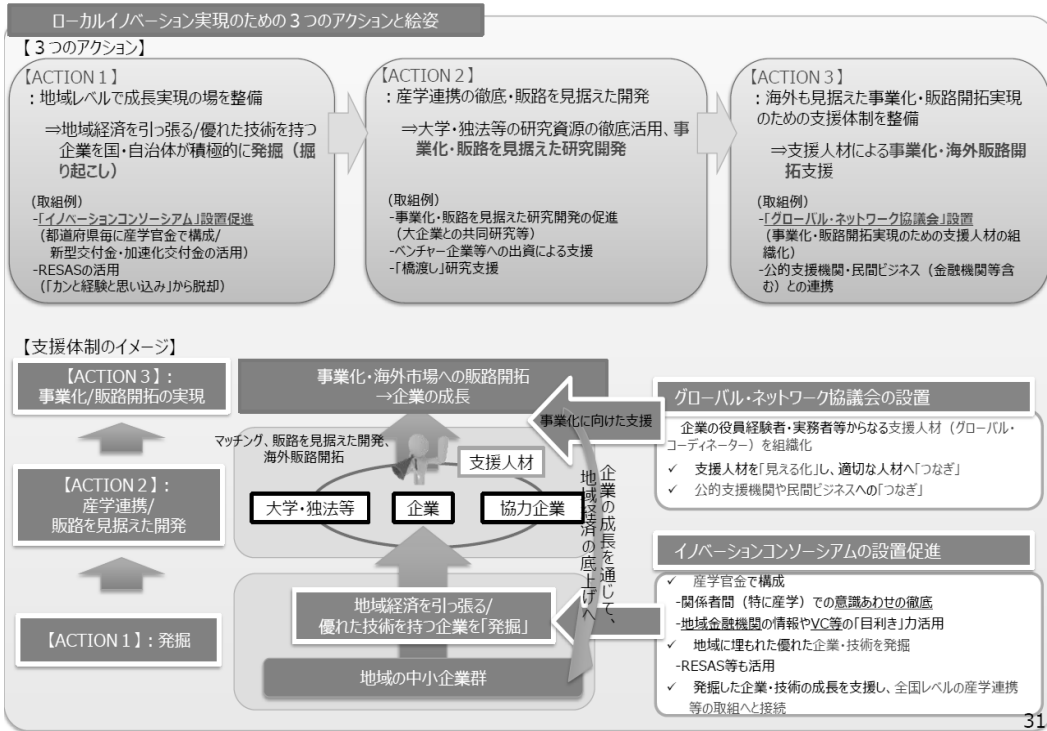 ローカルイノベーション実現のための３つのアクションと絵姿
【３つのアクション】
【ACTION１】
：地域レベルで成長実現の場を整備
⇒地域経済を引っ張る/優れた技術を持つ
企業を国・自治体が積極的に発掘（掘
り起こし）
(取組例)
-「イノベーションコンソーシアム」設置促進
(都道府県毎に産学官金で構成/
新型交付金・加速化交付金の活用)
-RESASの活用
(「カンと経験と思い込み」から脱却)
【ACTION２】
：産学連携の徹底・販路を見据えた開発
⇒大学・独法等の研究資源の徹底活用、事
業化・販路を見据えた研究開発
(取組例)
-事業化・販路を見据えた研究開発の促進
(大企業との共同研究等)
-ベンチャー企業等への出資による支援
-「橋渡し」研究支援
【ACTION３】
：海外も見据えた事業化・販路開拓実現
のための支援体制を整備
⇒支援人材による事業化・海外販路開
拓支援
(取組例)
-「グローバル・ネットワーク協議会」設置
(事業化・販路開拓実現のための支援人材の組
織化)
-公的支援機関・民間ビジネス（金融機関等含
む）との連携
【支援体制のイメージ】
【ACTION３】：
事業化/販路開拓の実現
【ACTION２】：
産学連携/
販路を見据えた開発
【ACTION１】：発掘
事業化・海外市場への販路開拓
→企業の成長
マッチング、販路を見据えた開発、
海外販路開拓
支援人材
大学・独法等
企業
協力企業
地域経済を引っ張る/
優れた技術を持つ企業を「発掘」
地域の中小企業群
事業化に向けた支援
企業の成長を通じて、
地域経済の底上げへ
グローバル・ネットワーク協議会の設置
企業の役員経験者・実務者等からなる支援人材（グローバル・
コーディネーター）を組織化
✓ 支援人材を「見える化」し、適切な人材へ「つなぎ」
✓ 公的支援機関や民間ビジネスへの「つなぎ」
イノベーションコンソーシアムの設置促進
✓ 産学官金で構成
-関係者間（特に産学）での意識あわせの徹底
-地域金融機関の情報やVC等の「目利き」力活用
✓ 地域に埋もれた優れた企業・技術を発掘
-RESAS等も活用
✓ 発掘した企業・技術の成長を支援し、全国レベルの産学連携
等の取組へと接続
31